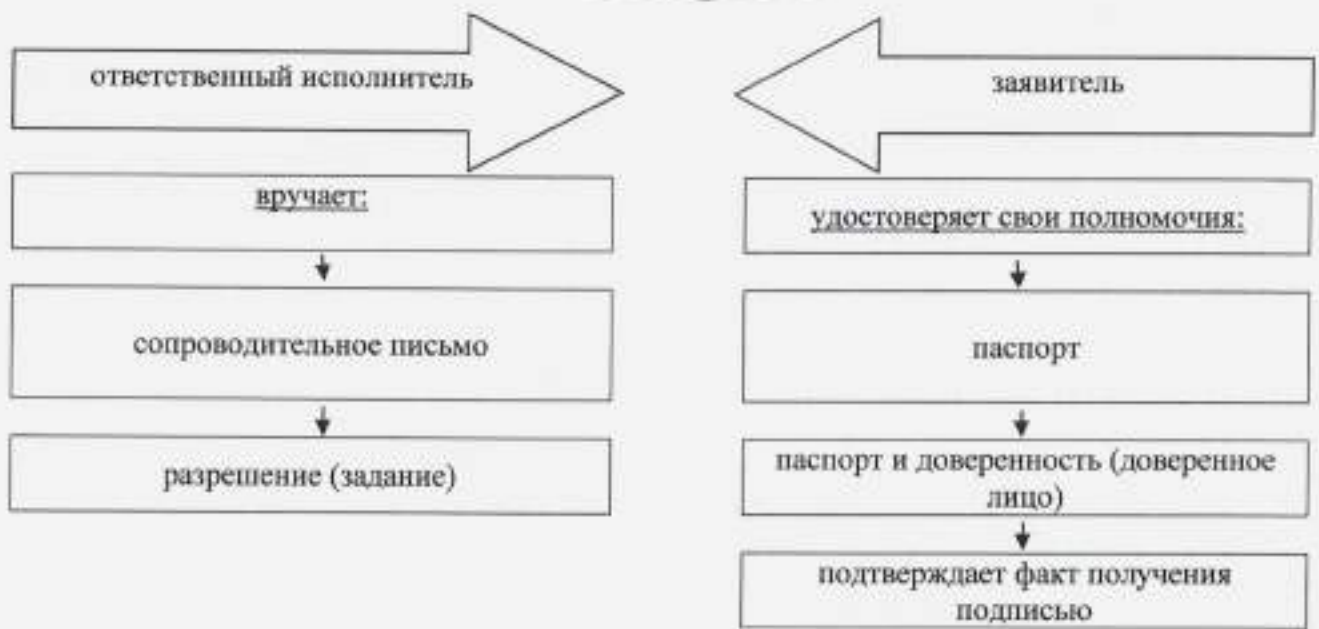 ответственный исполнитель
заявитель
вручает:
удостоверяет свои полномочия:
сопроводительное письмо
паспорт
разрешение (задание)
паспорт и доверенность (доверенное
лицо)
подтверждает факт получения
подписью